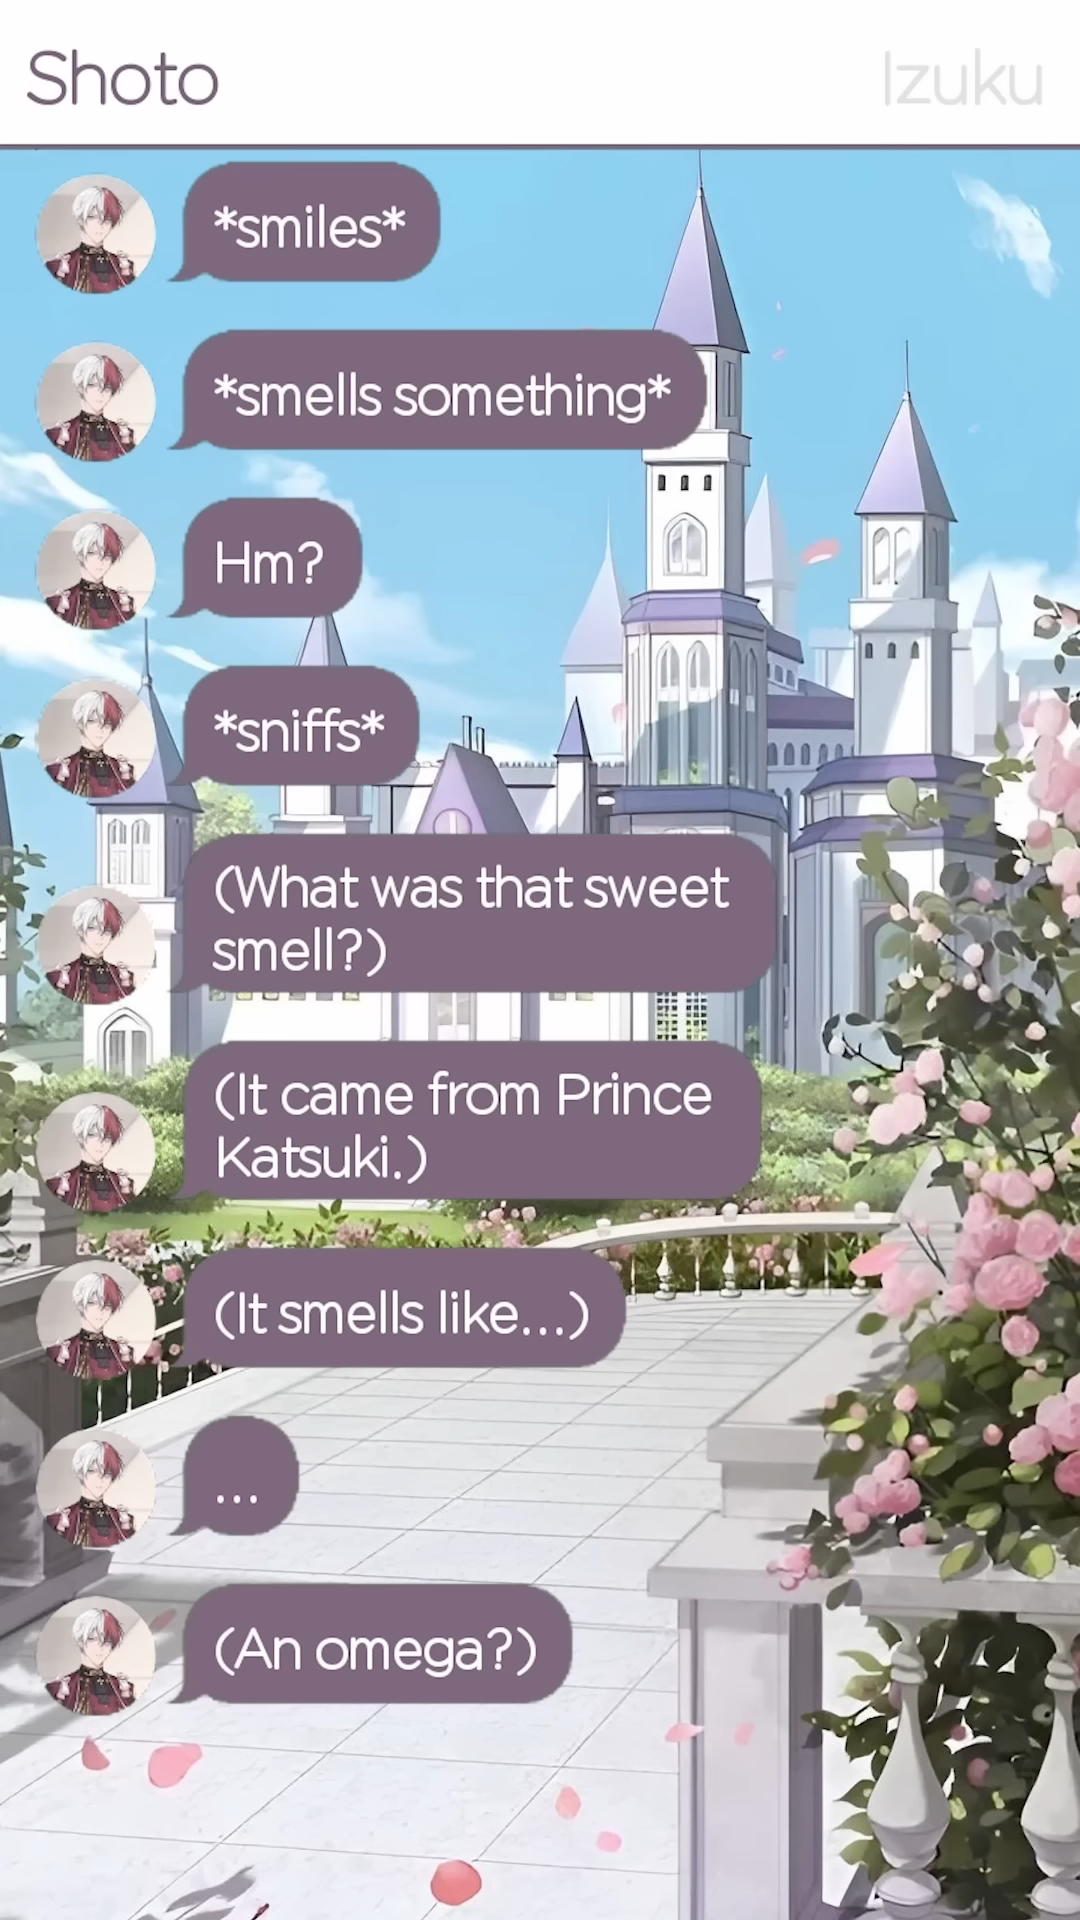 Shoto
Izuku
*smiles*
*smells something*
Hm?
*sniffs*
(What was that sweet
smell?)
(It came from Prince
Katsuki.)
(It smells like...)
...
(An omega?)